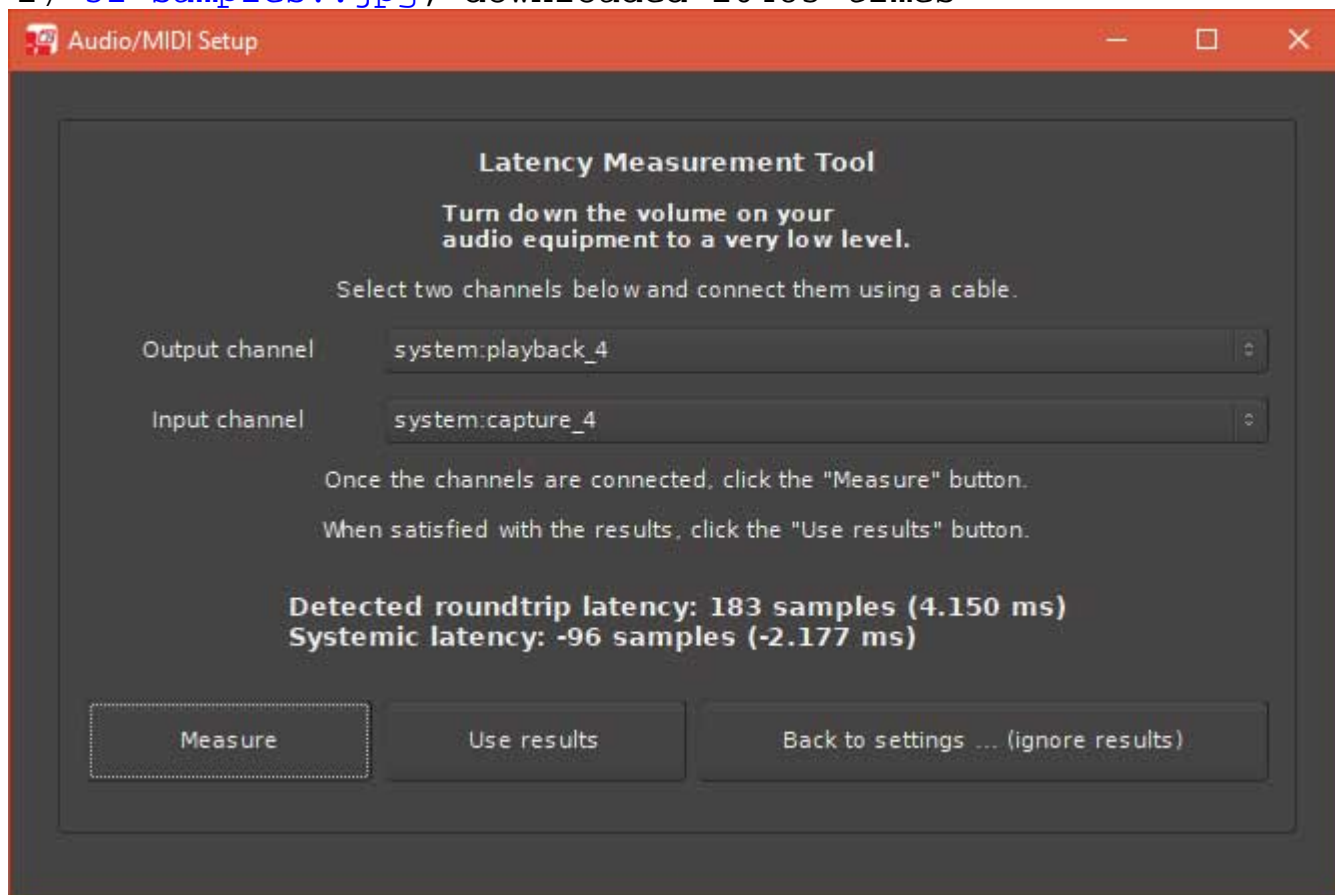 Audio/MIDI Setup
Latency Measurement Tool
Turn down the volume on your
audio equipment to a very low level.
Select two channels below and connect them using a cable.
Output channel system:playback_4
Input channel system:capture_4
Once the channels are connected, click the "Measure" button.
When satisfied with the results, click the "Use results" button.
Detected roundtrip latency: 183 samples (4.150 ms)
Systemic latency: -96 samples (-2.177 ms)
Measure Use results Back to settings ... (ignore results)